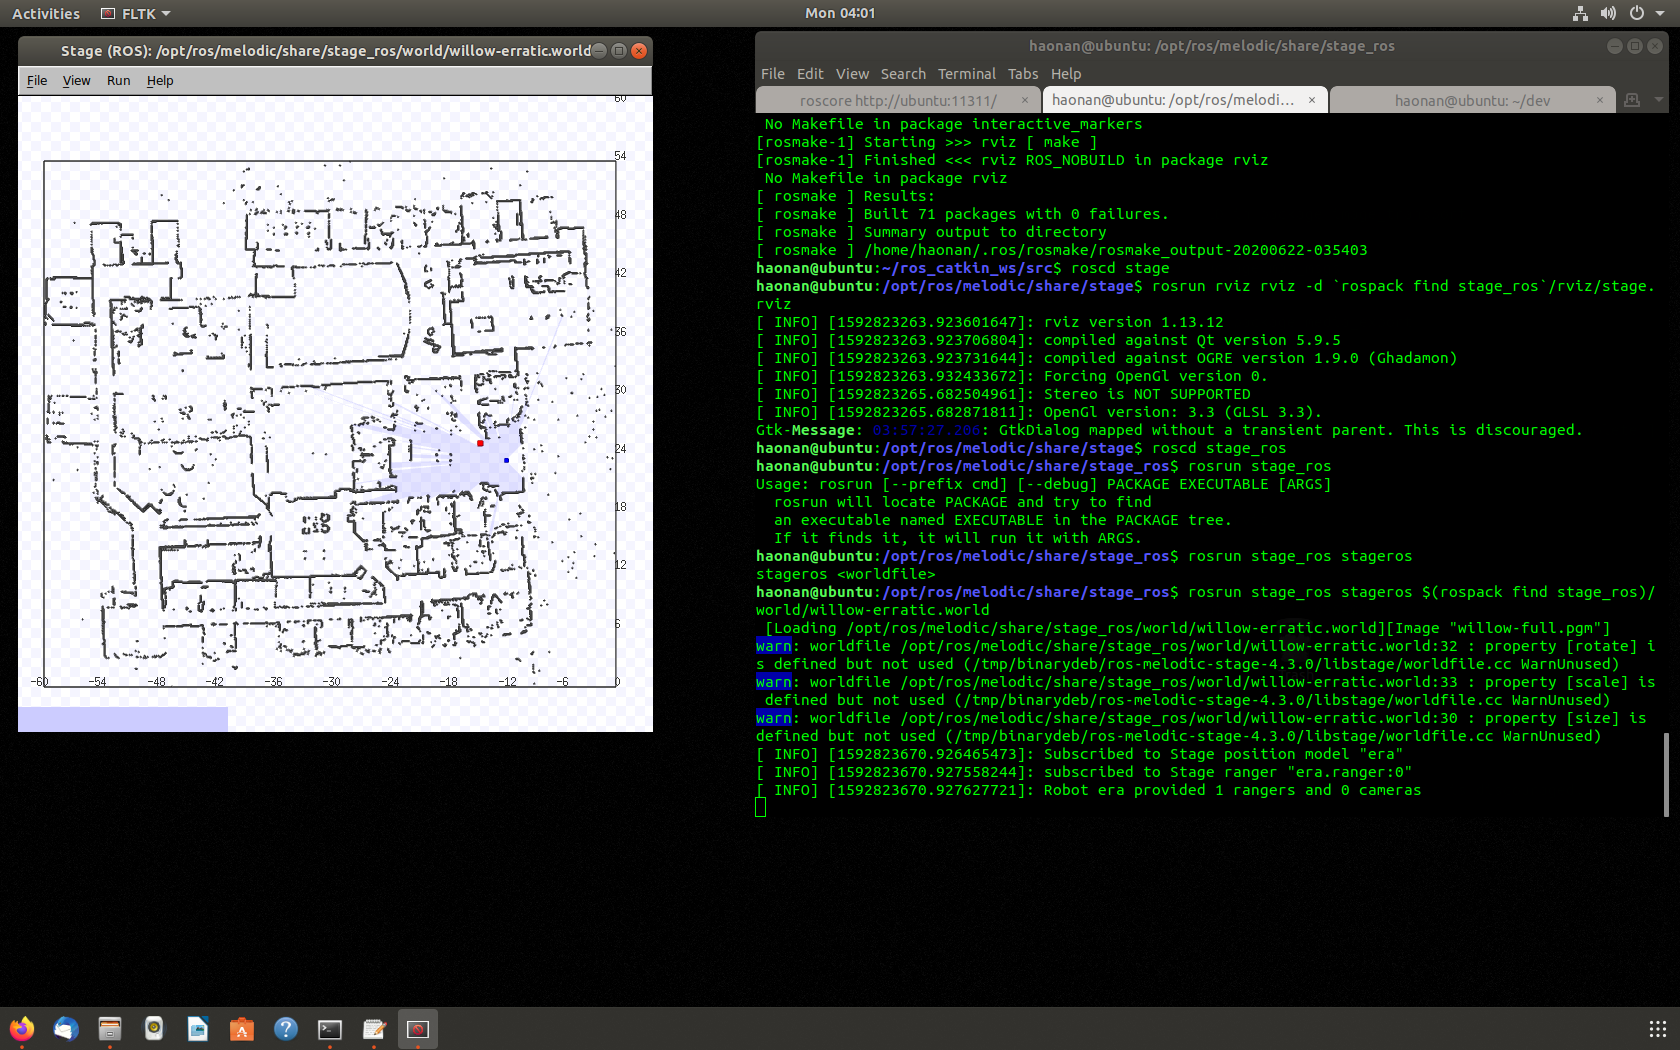 Activities
FLTK
Mon 04:01
Stage (ROS): /opt/ros/melodic/share/stage_ros/world/willow-erratic.world
File View Run Help
60
54
48
42
36
30
24
18
12
6
-60 -54 -48 -42 -36 -30 -24 -18 -12 -6 0
haonan@ubuntu: /opt/ros/melodic/share/stage_ros
File Edit View Search Terminal Tabs Help
roscore http://ubuntu:11311/ × haonan@ubuntu: /opt/ros/melodi... × haonan@ubuntu: ~/dev ×
No Makefile in package interactive_markers
[rosmake-1] Starting >>> rviz [ make ]
[rosmake-1] Finished <<< rviz ROS_NOBUILD in package rviz
No Makefile in package rviz
[ rosmake ] Results:
[ rosmake ] Built 71 packages with 0 failures.
[ rosmake ] Summary output to directory
[ rosmake ] /home/haonan/.ros/rosmake/rosmake_output-20200622-035403
haonan@ubuntu:~/ros_catkin_ws/src$ roscd stage
haonan@ubuntu:/opt/ros/melodic/share/stage$ rosrun rviz rviz -d `rospack find stage_ros`/rviz/stage.
rviz
[ INFO] [1592823263.923601647]: rviz version 1.13.12
[ INFO] [1592823263.923706804]: compiled against Qt version 5.9.5
[ INFO] [1592823263.923731644]: compiled against OGRE version 1.9.0 (Ghadamon)
[ INFO] [1592823263.932433672]: Forcing OpenGl version 0.
[ INFO] [1592823265.682504961]: Stereo is NOT SUPPORTED
[ INFO] [1592823265.682871811]: OpenGl version: 3.3 (GLSL 3.3).
Gtk-Message: 03:57:27.206: GtkDialog mapped without a transient parent. This is discouraged.
haonan@ubuntu:/opt/ros/melodic/share/stage$ roscd stage_ros
haonan@ubuntu:/opt/ros/melodic/share/stage_ros$ rosrun stage_ros
Usage: rosrun [--prefix cmd] [--debug] PACKAGE EXECUTABLE [ARGS]
rosrun will locate PACKAGE and try to find
an executable named EXECUTABLE in the PACKAGE tree.
If it finds it, it will run it with ARGS.
haonan@ubuntu:/opt/ros/melodic/share/stage_ros$ rosrun stage_ros stageros
stageros <worldfile>
haonan@ubuntu:/opt/ros/melodic/share/stage_ros$ rosrun stage_ros stageros $(rospack find stage_ros)/
world/willow-erratic.world
[Loading /opt/ros/melodic/share/stage_ros/world/willow-erratic.world][Image "willow-full.pgm"]
warn: worldfile /opt/ros/melodic/share/stage_ros/world/willow-erratic.world:32 : property [rotate] i
s defined but not used (/tmp/binarydeb/ros-melodic-stage-4.3.0/libstage/worldfile.cc WarnUnused)
warn: worldfile /opt/ros/melodic/share/stage_ros/world/willow-erratic.world:33 : property [scale] is
defined but not used (/tmp/binarydeb/ros-melodic-stage-4.3.0/libstage/worldfile.cc WarnUnused)
warn: worldfile /opt/ros/melodic/share/stage_ros/world/willow-erratic.world:30 : property [size] is
defined but not used (/tmp/binarydeb/ros-melodic-stage-4.3.0/libstage/worldfile.cc WarnUnused)
[ INFO] [1592823670.926465473]: Subscribed to Stage position model "era"
[ INFO] [1592823670.927558244]: subscribed to Stage ranger "era.ranger:0"
[ INFO] [1592823670.927627721]: Robot era provided 1 rangers and 0 cameras